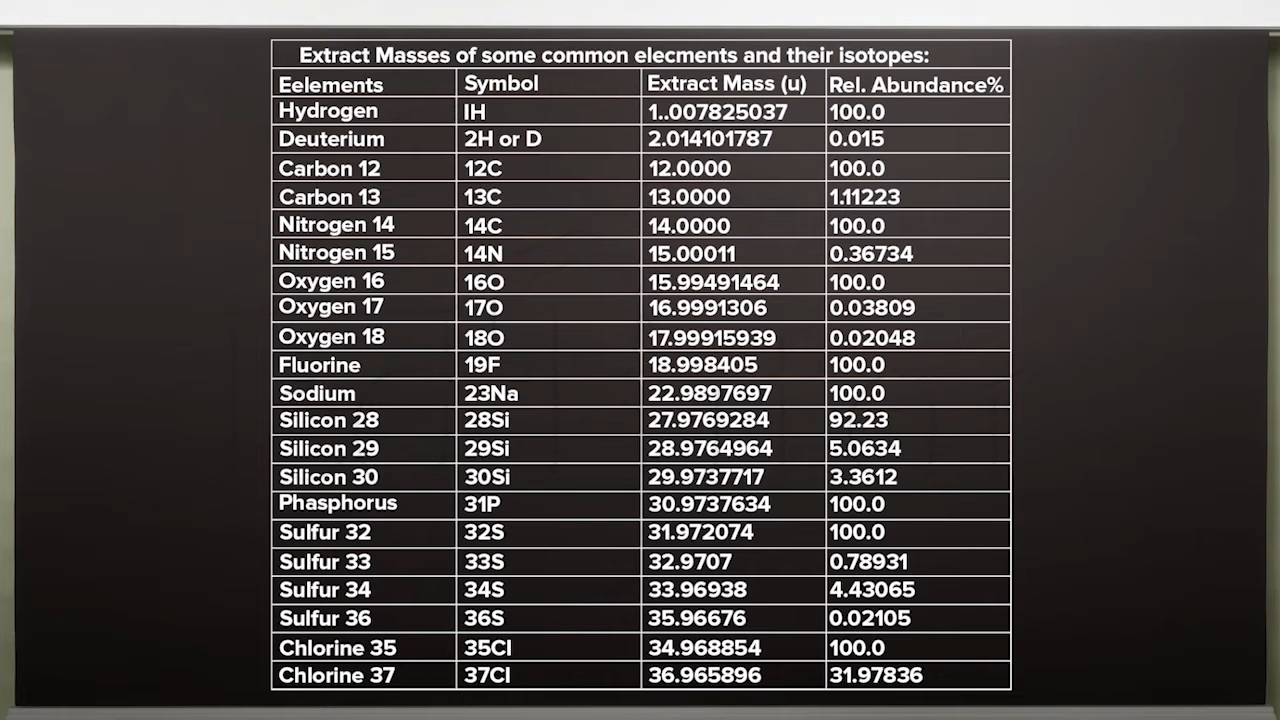 Extract Masses of some common elecments and their isotopes:
Eelements Symbol Extract Mass (u) Rel. Abundance%
Hydrogen IH 1..007825037 100.0
Deuterium 2H or D 2.014101787 0.015
Carbon 12 12C 12.0000 100.0
Carbon 13 13C 13.0000 1.11223
Nitrogen 14 14C 14.0000 100.0
Nitrogen 15 14N 15.00011 0.36734
Oxygen 16 16O 15.99491464 100.0
Oxygen 17 17O 16.9991306 0.03809
Oxygen 18 18O 17.99915939 0.02048
Fluorine 19F 18.998405 100.0
Sodium 23Na 22.9897697 100.0
Silicon 28 28Si 27.9769284 92.23
Silicon 29 29Si 28.9764964 5.0634
Silicon 30 30Si 29.9737717 3.3612
Phasphorus 31P 30.9737634 100.0
Sulfur 32 32S 31.972074 100.0
Sulfur 33 33S 32.9707 0.78931
Sulfur 34 34S 33.96938 4.43065
Sulfur 36 36S 35.96676 0.02105
Chlorine 35 35Cl 34.968854 100.0
Chlorine 37 37Cl 36.965896 31.97836